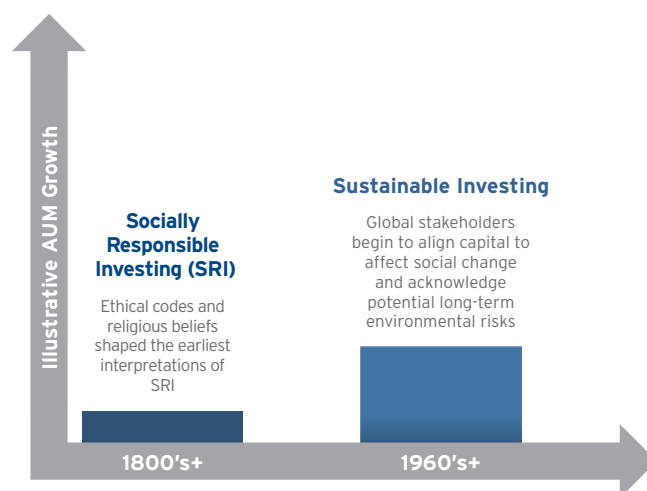 Illustrative AUM Growth
Socially
Responsible
Investing (SRI)
Ethical codes and
religious beliefs
shaped the earliest
interpretations of
SRI
1800's+
Sustainable Investing
Global stakeholders
begin to align capital to
affect social change
and acknowledge
potential long-term
environmental risks
1960's+